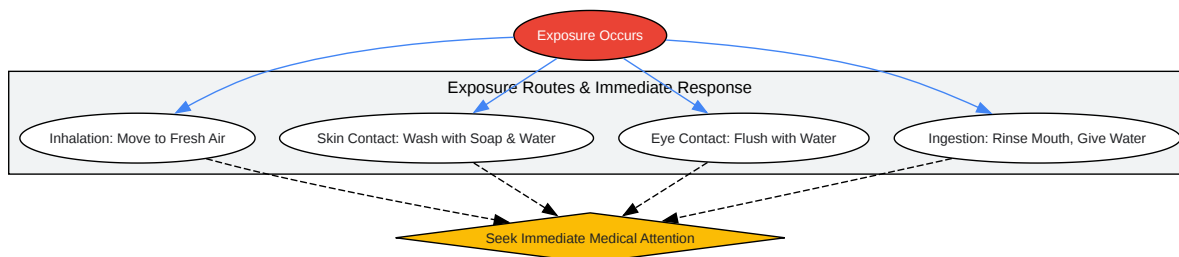 Exposure Occurs
Exposure Routes & Immediate Response
Inhalation: Move to Fresh Air
Skin Contact: Wash with Soap & Water
Eye Contact: Flush with Water
Ingestion: Rinse Mouth, Give Water
Seek Immediate Medical Attention